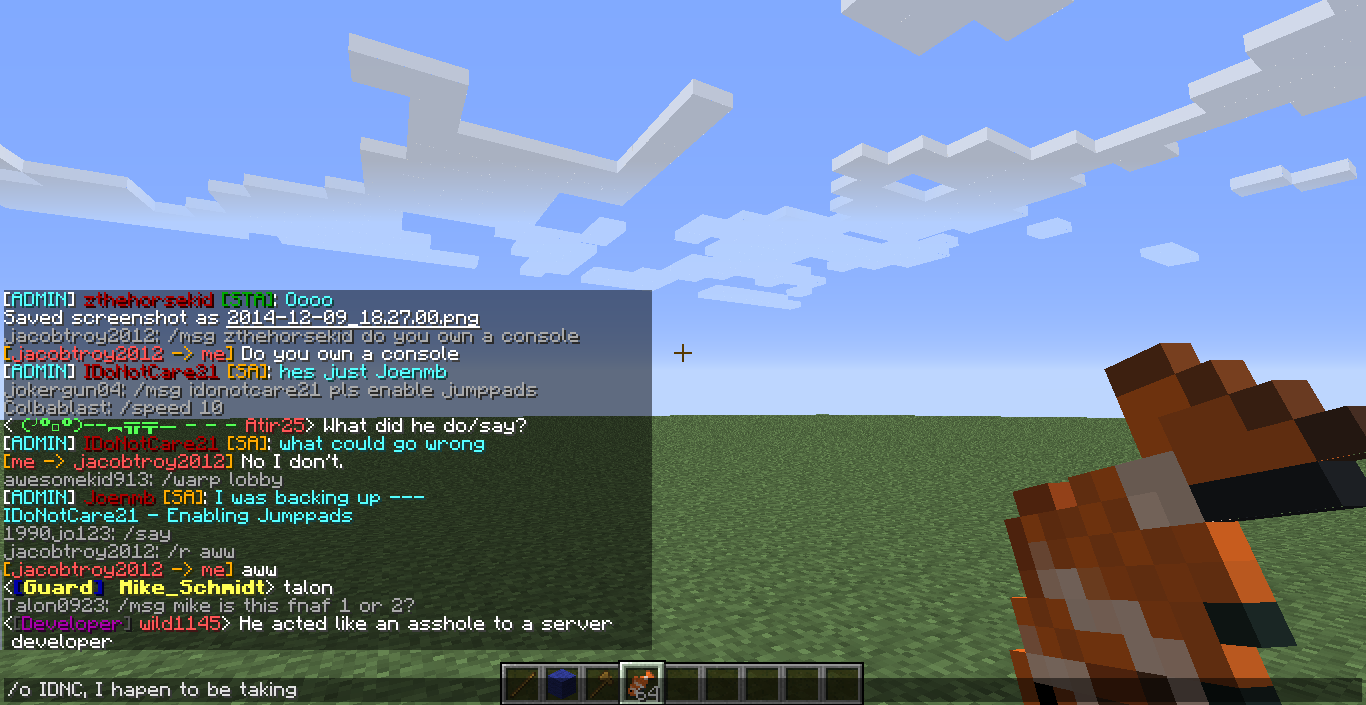 [ADMIN] zthehorsekid [STA]: Oooo
Saved screenshot as 2014-12-09_18.27.00.png
jacobtroy2012: /msg zthehorsekid do you own a console
[jacobtroy2012 -> me] Do you own a console
[ADMIN] IDoNotCare21 [SA]: hes just Joenmb
jokergun04: /msg idonotcare21 pls enable jumppads
Colbablast: /speed 10
< (╯°□°)--︵╦╦═ - - - Atir25> What did he do/say?
[ADMIN] IDoNotCare21 [SA]: what could go wrong
[me -> jacobtroy2012] No I don't.
awesomekid913: /warp lobby
[ADMIN] Joenmb [SA]: I was backing up ---
IDoNotCare21 - Enabling Jumppads
1990jo123: /say
jacobtroy2012: /r aww
[jacobtroy2012 -> me] aww
<[Guard] Mike_Schmidt> talon
Talon0923: /msg mike is this fnaf 1 or 2?
<[Developer] wild1145> He acted like an asshole to a server
developer
64
/o IDNC, I hapen to be taking